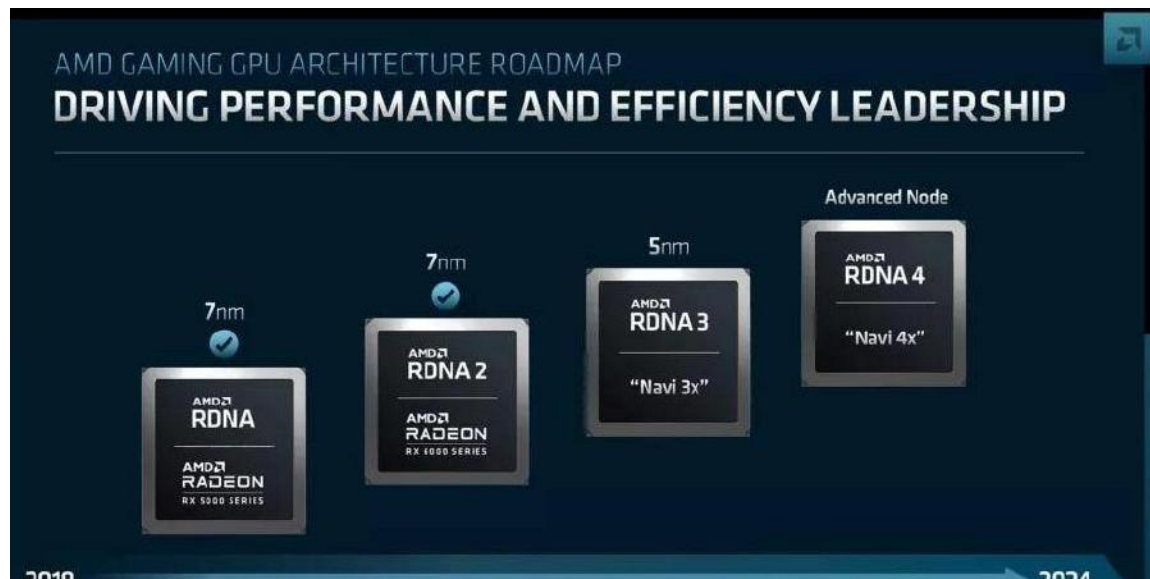 AMD GAMING GPU ARCHITECTURE ROADMAP
DRIVING PERFORMANCE AND EFFICIENCY LEADERSHIP
7nm
AMD
RDNA
AMD
RADEON
RX 5000 SERIES
7nm
AMD
RDNA 2
AMD
RADEON
RX 6000 SERIES
5nm
AMD
RDNA 3
"Navi 3x"
Advanced Node
AMD
RDNA 4
"Navi 4x"
2024